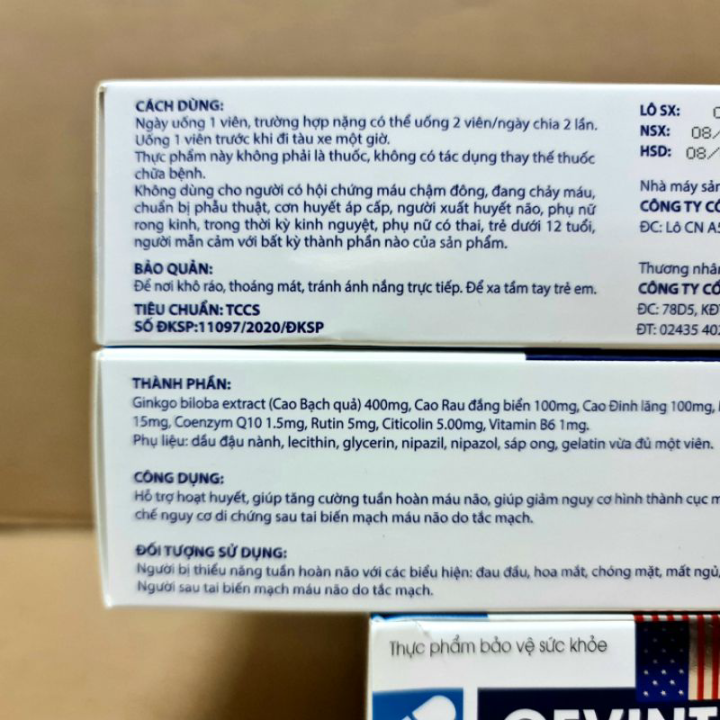 CÁCH DÙNG:
Ngày uống 1 viên, trường hợp nặng có thể uống 2 viên/ngày chia 2 lần.
Uống 1 viên trước khi đi tàu xe một giờ.
Thực phẩm này không phải là thuốc, không có tác dụng thay thế thuốc
chữa bệnh.
Không dùng cho người có hội chứng máu chậm đông, đang chảy máu,
chuẩn bị phẫu thuật, cơn huyết áp cấp, người xuất huyết não, phụ nữ
rong kinh, trong thời kỳ kinh nguyệt, phụ nữ có thai, trẻ dưới 12 tuổi,
người mẫn cảm với bất kỳ thành phần nào của sản phẩm.
BẢO QUẢN:
Để nơi khô ráo, thoáng mát, tránh ánh nắng trực tiếp. Để xa tầm tay trẻ em.
TIÊU CHUẨN: TCCS
SỐ ĐKSP:11097/2020/ĐKSP
LÔ SX:
NSX: 08/
HSD: 08/
Nhà máy sản
CÔNG TY CỔ
ĐC: Lô CN A5
Thương nhân
CÔNG TY CỔ
ĐC: 78D5, KĐT
ĐT: 02435 402
THÀNH PHẦN:
Ginkgo biloba extract (Cao Bạch quả) 400mg, Cao Rau đắng biển 100mg, Cao Đinh lăng 100mg,
15mg, Coenzym Q10 1.5mg, Rutin 5mg, Citicolin 5.00mg, Vitamin B6 1mg.
Phụ liệu: dầu đậu nành, lecithin, glycerin, nipazil, nipazol, sáp ong, gelatin vừa đủ một viên.
CÔNG DỤNG:
Hỗ trợ hoạt huyết, giúp tăng cường tuần hoàn máu não, giúp giảm nguy cơ hình thành cục m
chế nguy cơ di chứng sau tai biến mạch máu não do tắc mạch.
ĐỐI TƯỢNG SỬ DỤNG:
Người bị thiểu năng tuần hoàn não với các biểu hiện: đau đầu, hoa mắt, chóng mặt, mất ngủ,
Người sau tai biến mạch máu não do tắc mạch.
Thực phẩm bảo vệ sức khỏe